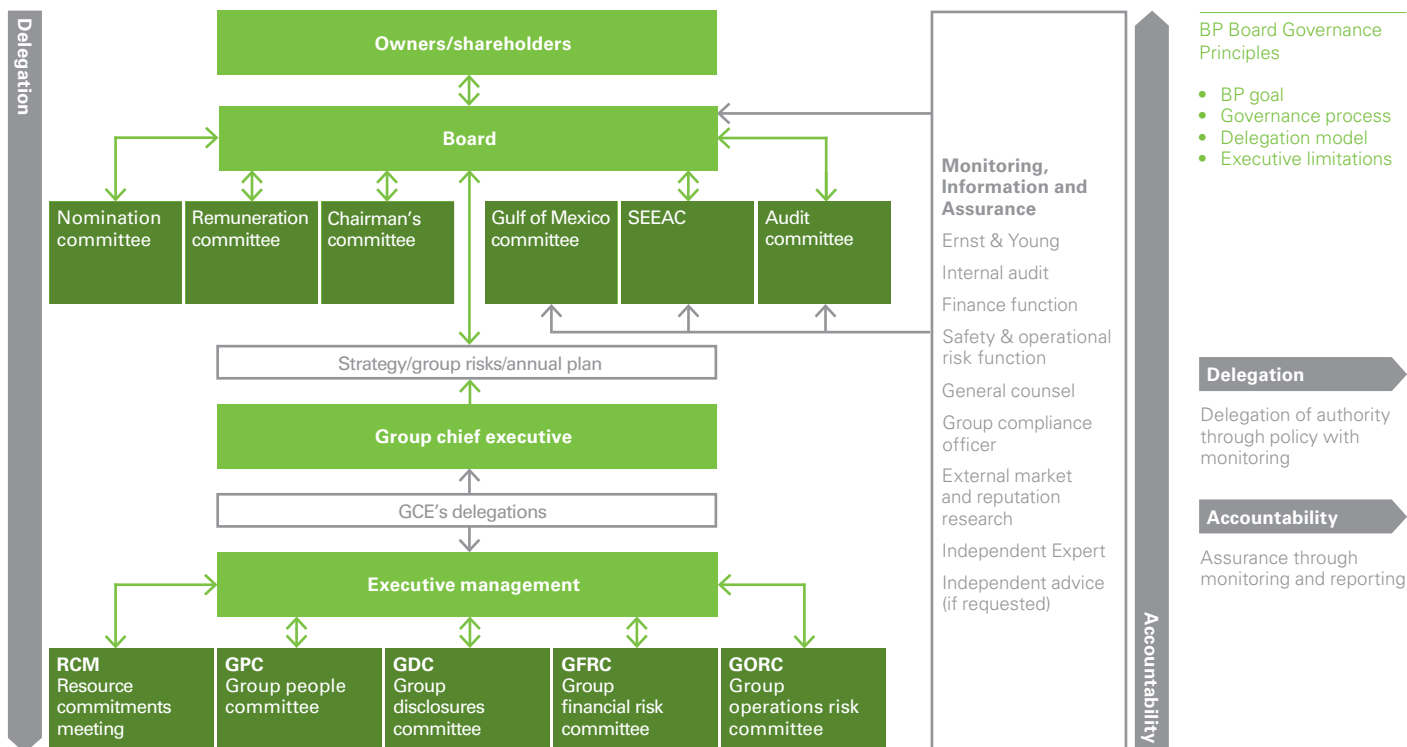 Delegation
Owners/shareholders
Board
Nomination
committee
Remuneration
committee
Chairman's
committee
Gulf of Mexico
committee
SEEAC
Audit
committee
Strategy/group risks/annual plan
Group chief executive
GCE's delegations
Executive management
RCM
Resource
commitments
meeting
GPC
Group people
committee
GDC
Group
disclosures
committee
GFRC
Group
financial risk
committee
GORC
Group
operations risk
committee
Monitoring,
Information and
Assurance
Ernst & Young
Internal audit
Finance function
Safety & operational
risk function
General counsel
Group compliance
officer
External market
and reputation
research
Independent Expert
Independent advice
(if requested)
Accountability
BP Board Governance
Principles
• BP goal
• Governance process
• Delegation model
• Executive limitations
Delegation
Delegation of authority
through policy with
monitoring
Accountability
Assurance through
monitoring and reporting